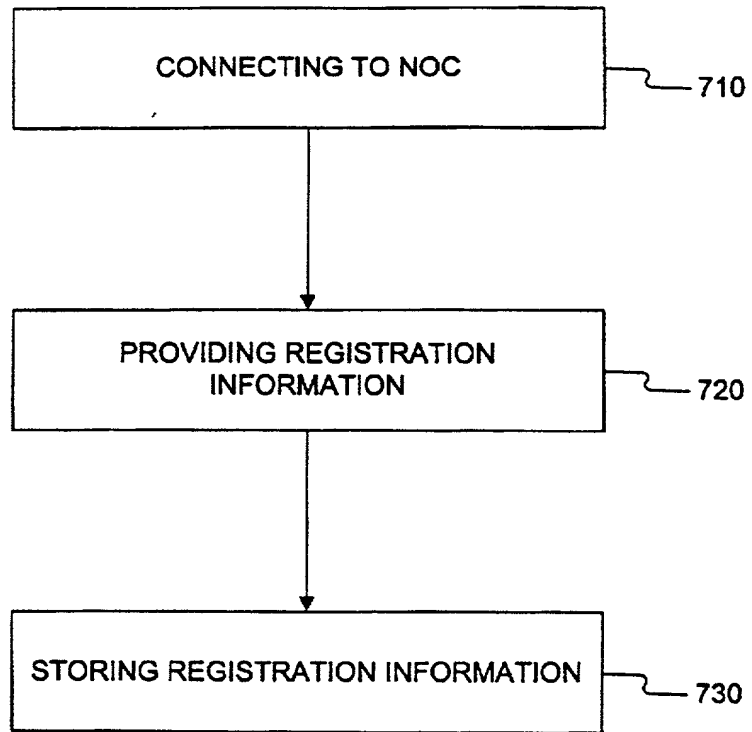 CONNECTING TO NOC
710
PROVIDING REGISTRATION
INFORMATION
720
STORING REGISTRATION INFORMATION
730